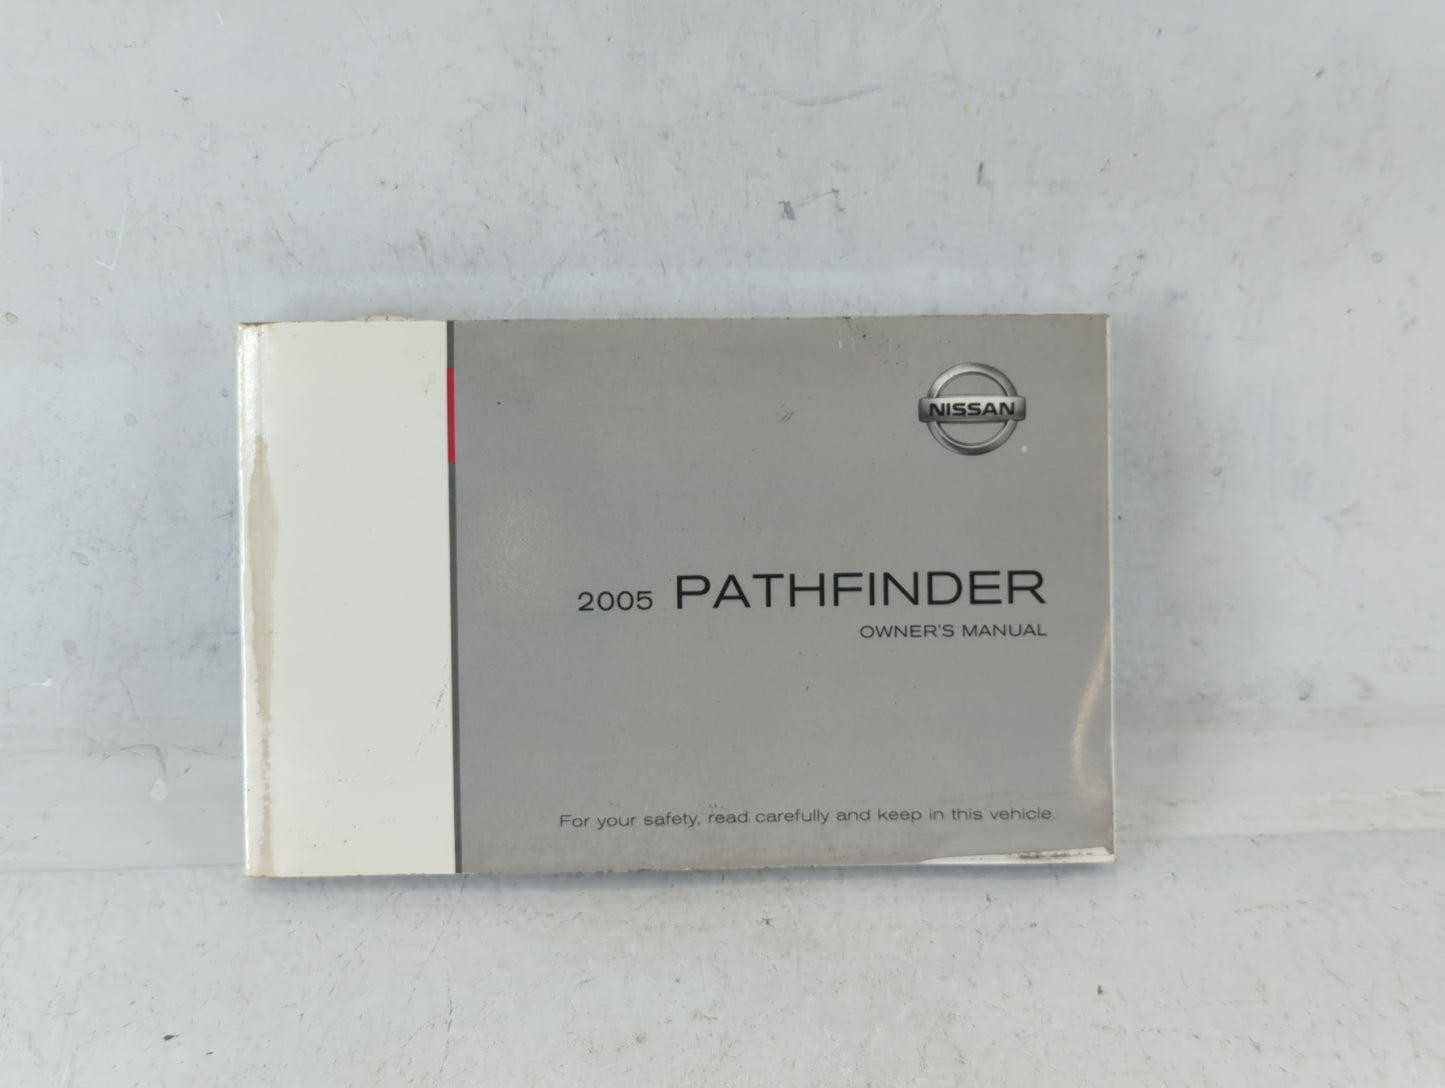 NISSAN
2005 PATHFINDER
OWNER'S MANUAL
For your safety, read carefully and keep in this vehicle.